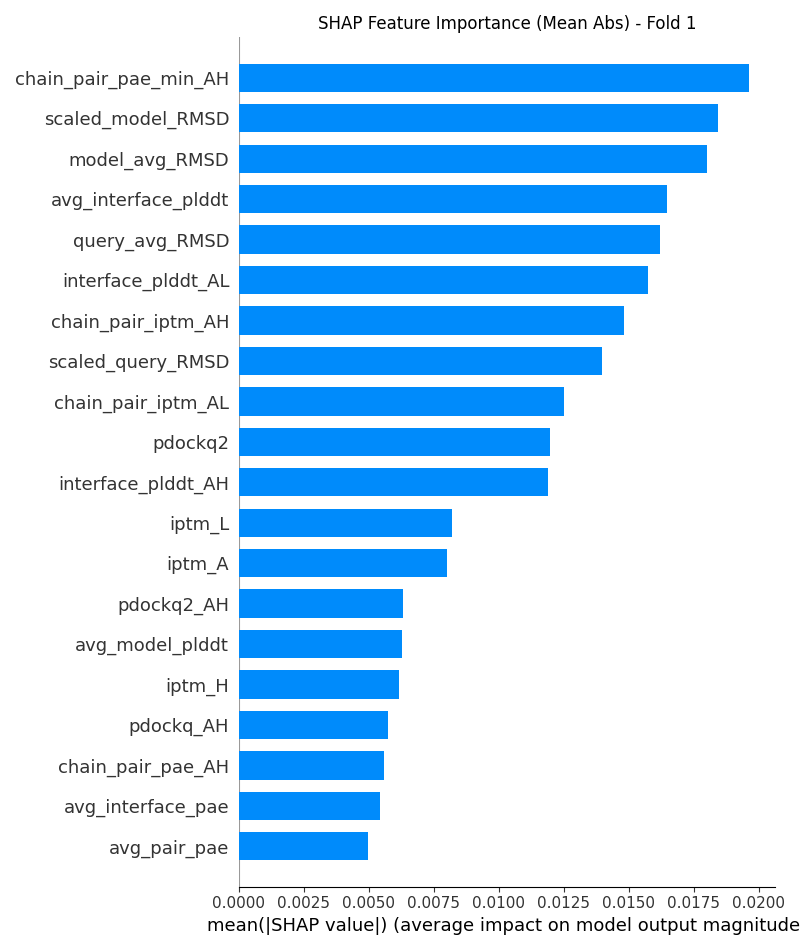 SHAP Feature Importance (Mean Abs) - Fold 1
chain_pair_pae_min_AH
scaled_model_RMSD
model_avg_RMSD
avg_interface_plddt
query_avg_RMSD
interface_plddt_AL
chain_pair_iptm_AH
scaled_query_RMSD
chain_pair_iptm_AL
pdockq2
interface_plddt_AH
iptm_L
iptm_A
pdockq2_AH
avg_model_plddt
iptm_H
pdockq_AH
chain_pair_pae_AH
avg_interface_pae
avg_pair_pae
0.0000 0.0025 0.0050 0.0075 0.0100 0.0125 0.0150 0.0175 0.0200
mean(|SHAP value|) (average impact on model output magnitude